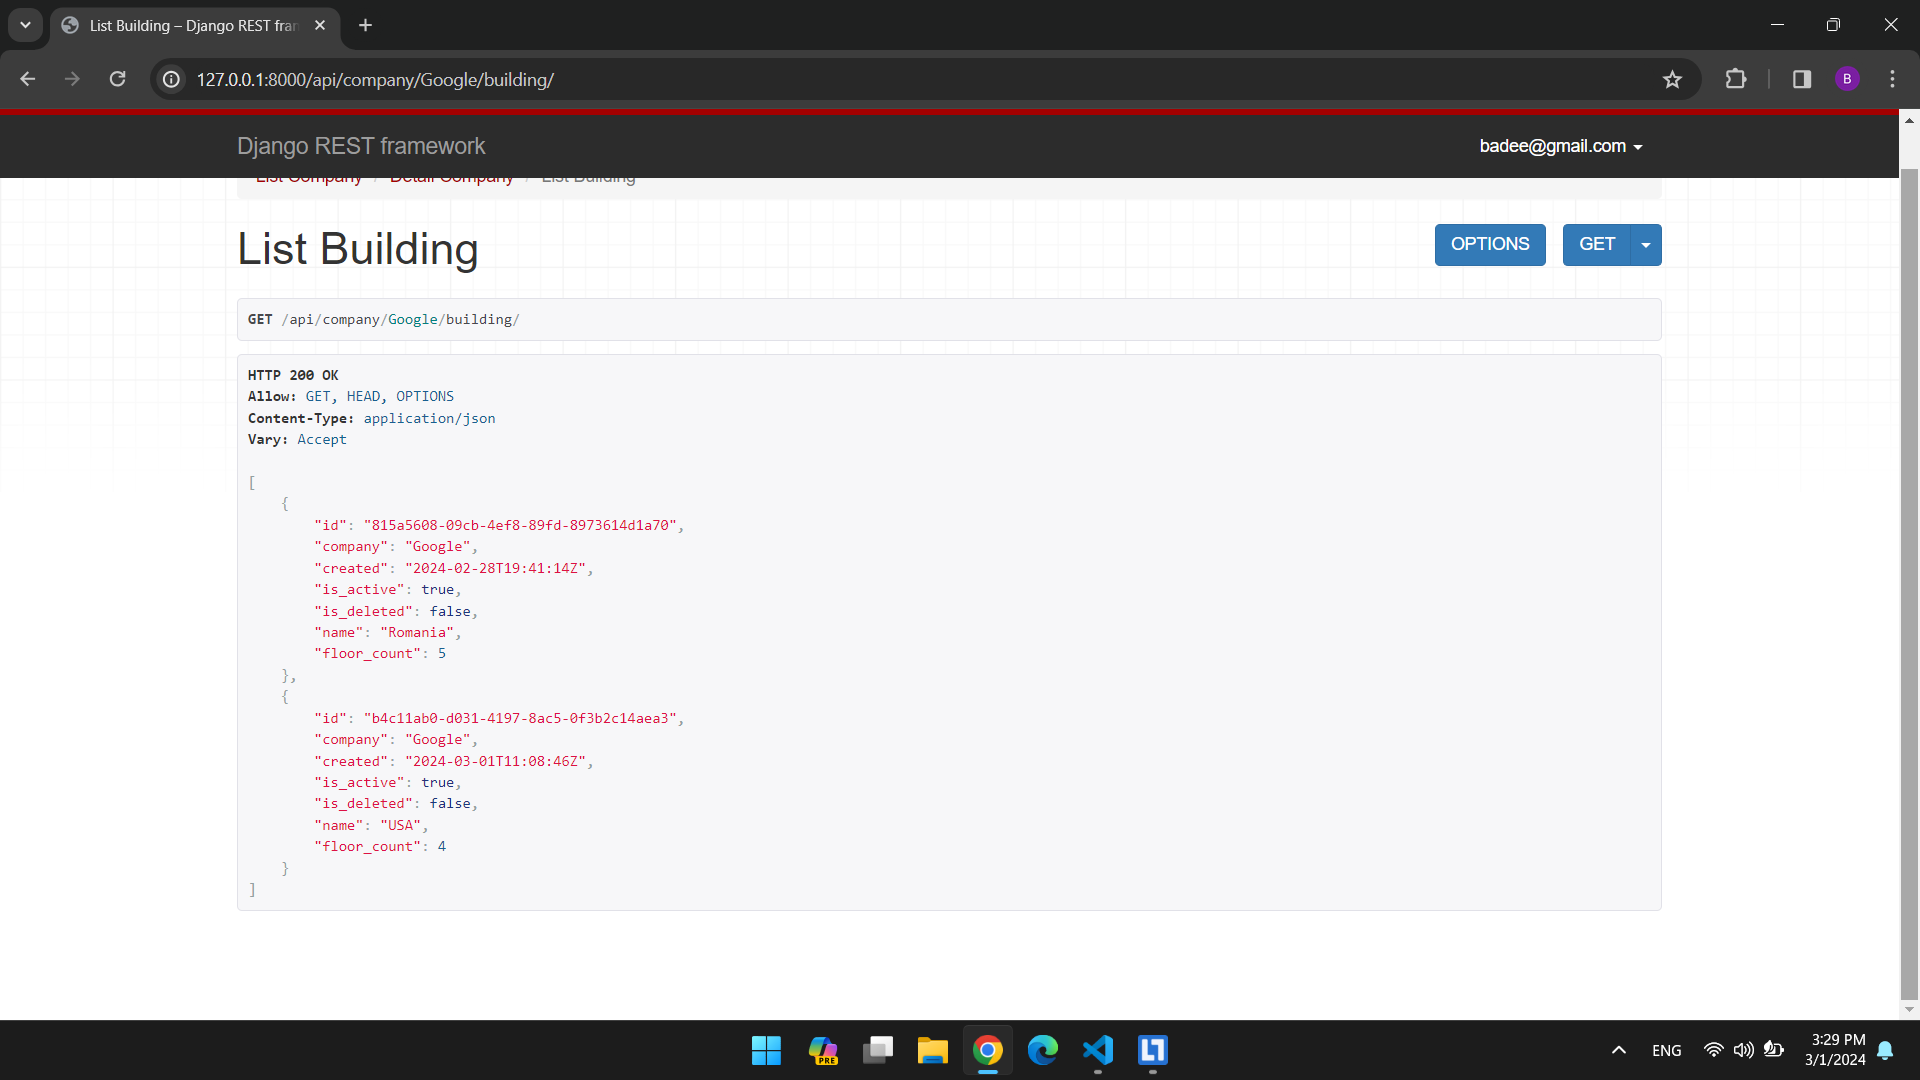 List Building – Django REST fran
127.0.0.1:8000/api/company/Google/building/
B
Django REST framework
badee@gmail.com
List Company / Detail Company / List Building
List Building
OPTIONS
GET
GET /api/company/Google/building/
HTTP 200 OK
Allow: GET, HEAD, OPTIONS
Content-Type: application/json
Vary: Accept
[
{
"id": "815a5608-09cb-4ef8-89fd-8973614d1a70",
"company": "Google",
"created": "2024-02-28T19:41:14Z",
"is_active": true,
"is_deleted": false,
"name": "Romania",
"floor_count": 5
},
{
"id": "b4c11ab0-d031-4197-8ac5-0f3b2c14aea3",
"company": "Google",
"created": "2024-03-01T11:08:46Z",
"is_active": true,
"is_deleted": false,
"name": "USA",
"floor_count": 4
}
]
PRE
ENG
3:29 PM
3/1/2024